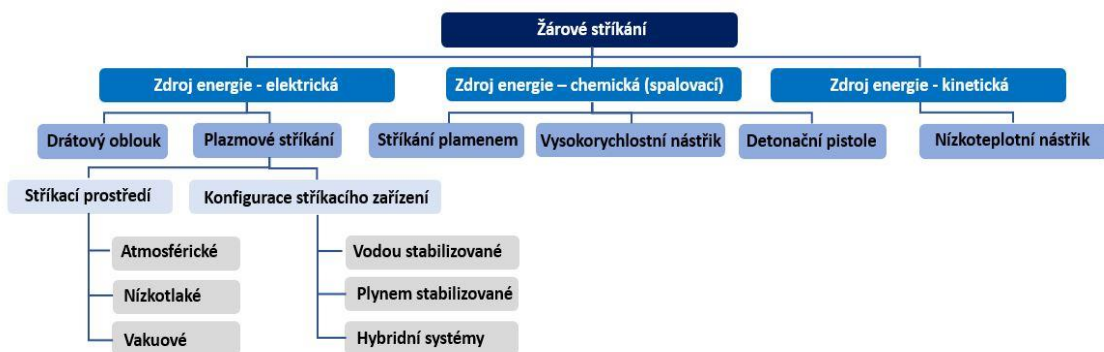 Žárové stříkání
Zdroj energie - elektrická
Zdroj energie – chemická (spalovací)
Zdroj energie - kinetická
Drátový oblouk
Plazmové stříkání
Stříkání plamenem
Vysokorychlostní nástřik
Detonační pistole
Nízkoteplotní nástřik
Stříkací prostředí
Konfigurace stříkacího zařízení
Atmosférické
Nízkotlaké
Vakuové
Vodou stabilizované
Plynem stabilizované
Hybridní systémy